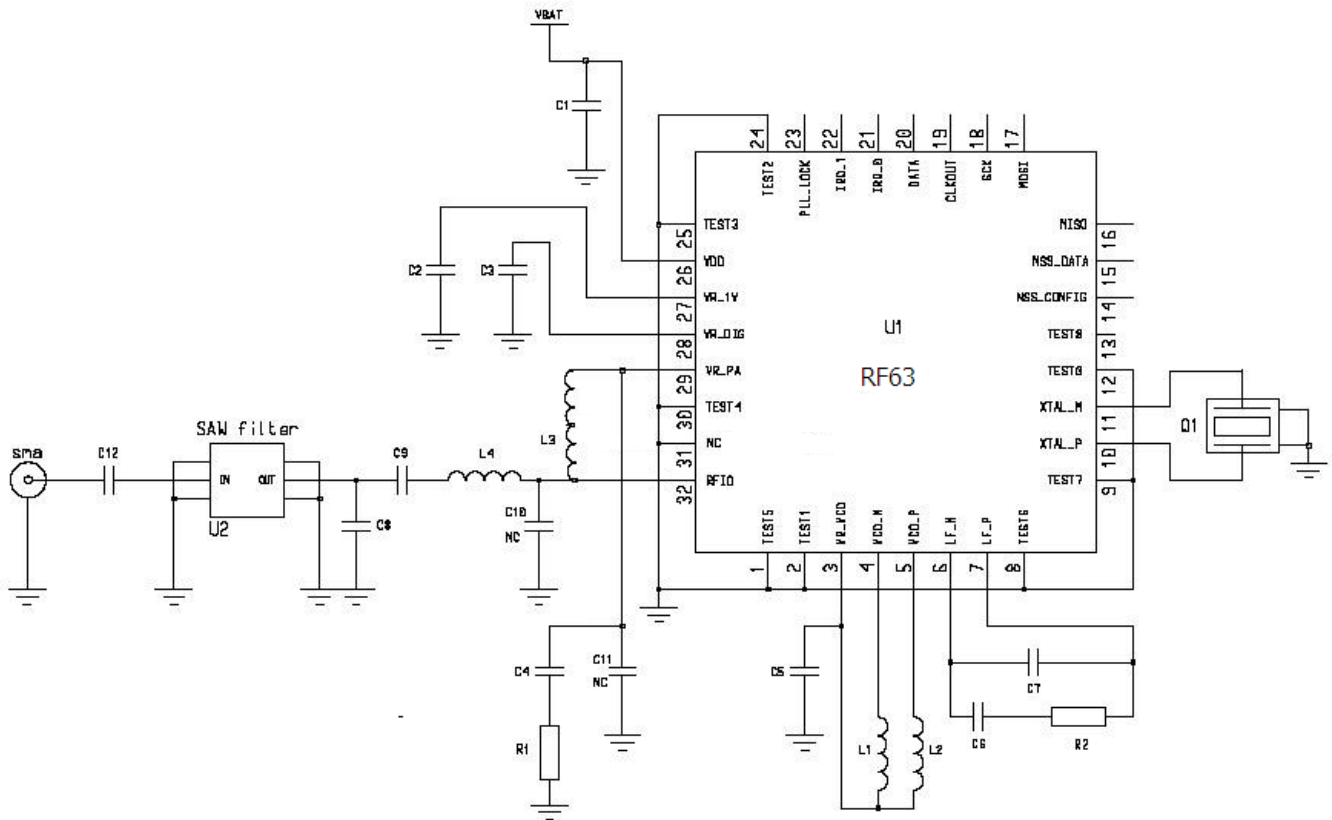 VBAT
C1
24 23 22 21 20 19 18 17
TEST2 PLL_LOCK IRQ_1 IRQ_0 DATA CLKOUT SCK MOSI
TEST3
25
VDD
26
VR_1V
27
VR_DIG
28
VR_PA
29
TEST4
30
NC
31
RFIO
32
MISO
16
NSS_DATA
15
NSS_CONFIG
14
TEST8
13
TEST6
12
XTAL_M
11
XTAL_P
10
TEST7
9
C2
C3
U1
RF63
Q1
SAW filter
sma
C12
IN
OUT
U2
C9
L4
L3
C8
C10
NC
TEST5 TEST1 VR_VCO VCO_M VCO_P LF_M LF_P TEST6
1 2 3 4 5 6 7 8
C4
C11
NC
R1
C5
L1
L2
C7
C6
R2